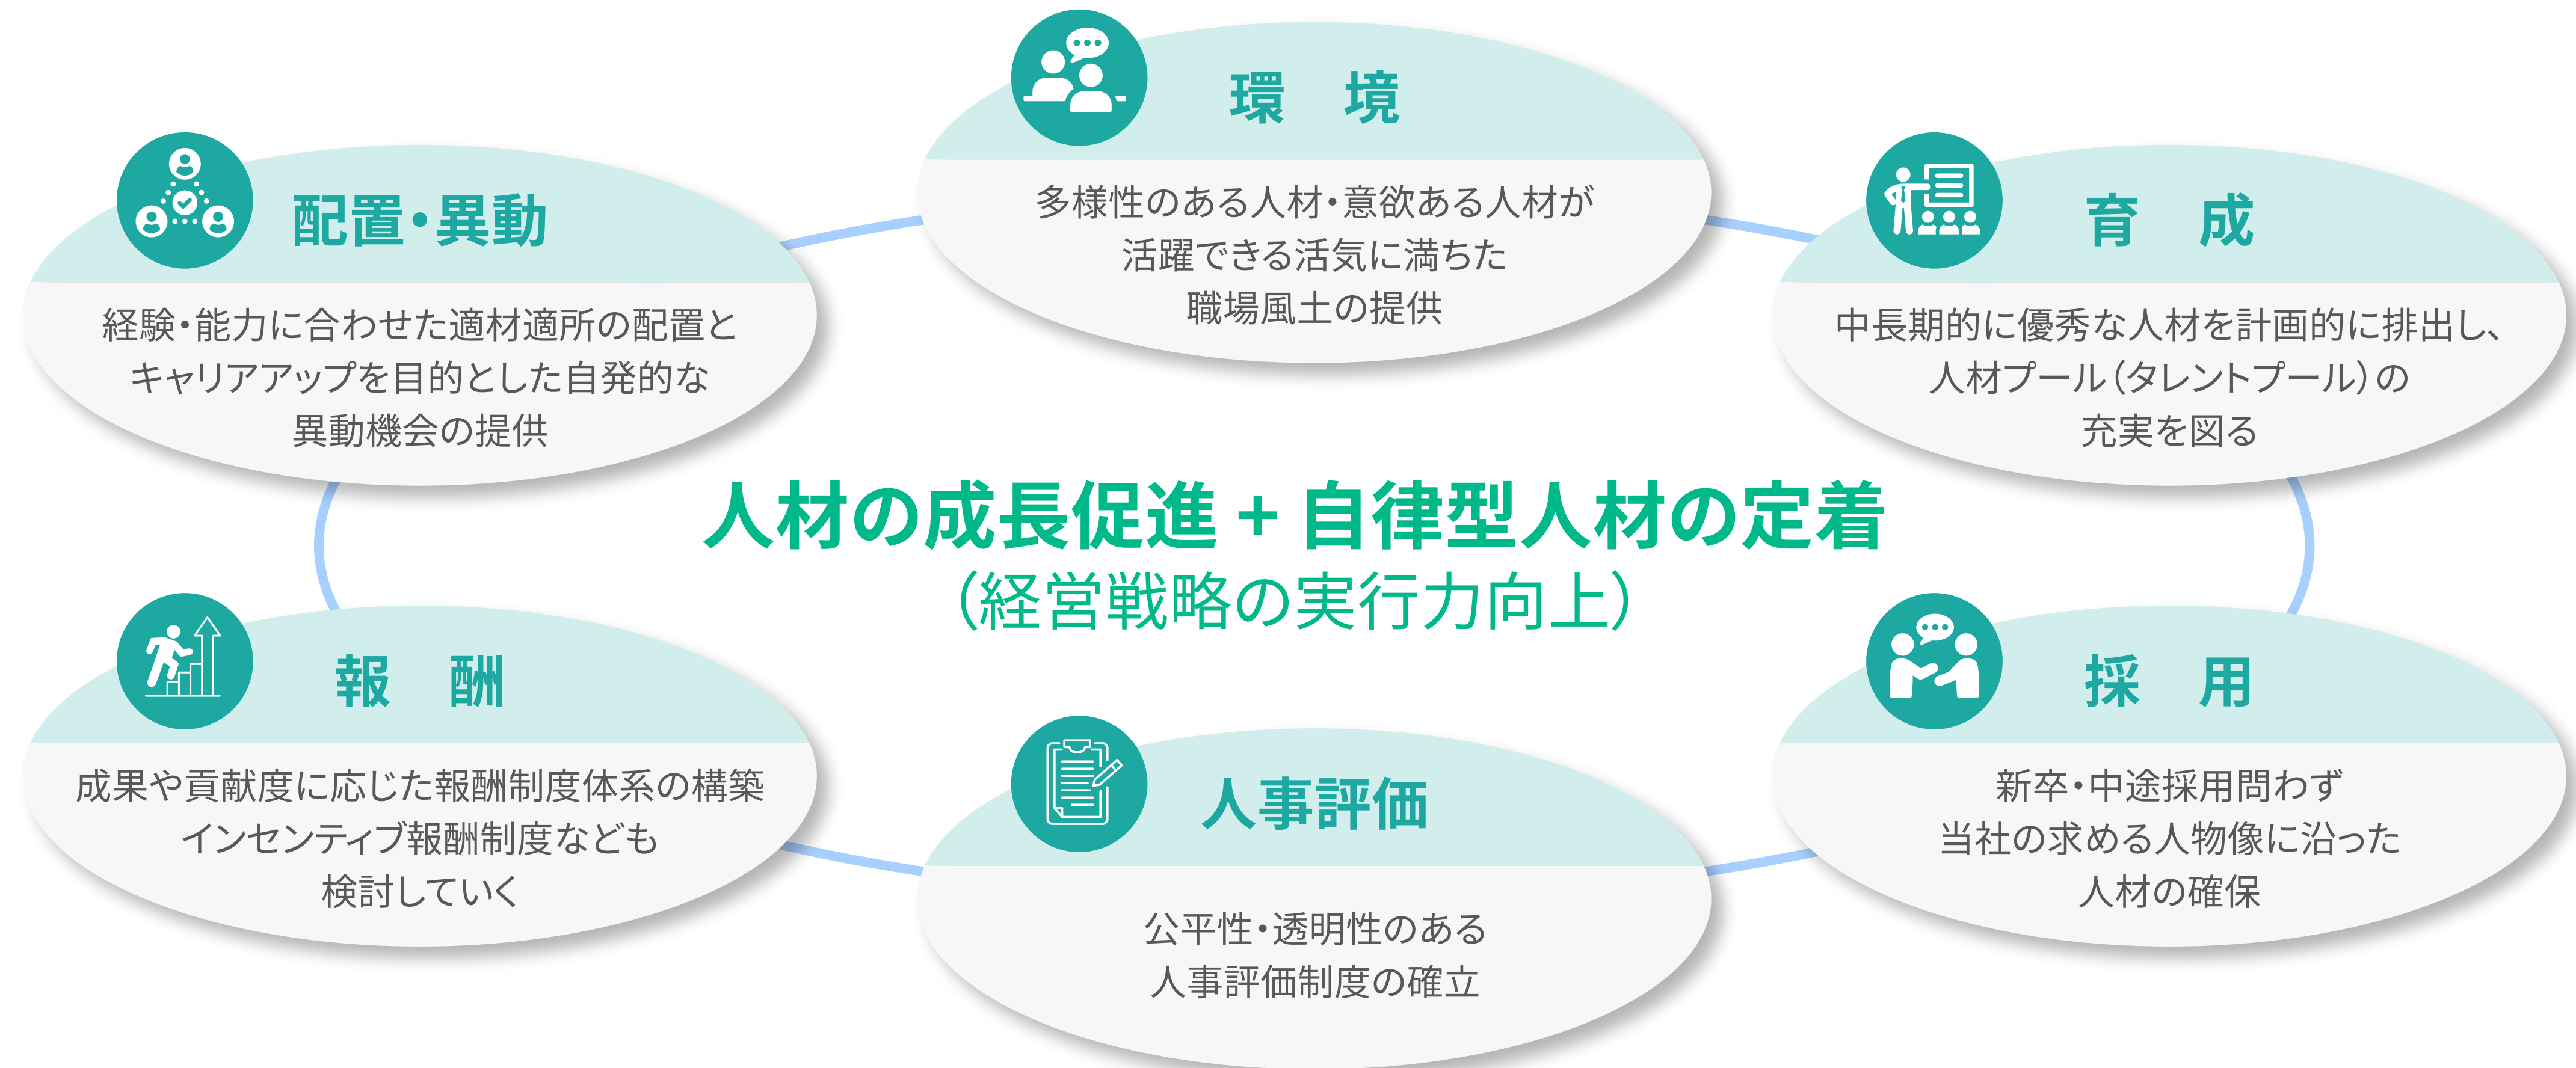 環　境
多様性のある人材・意欲ある人材が
活躍できる活気に満ちた
職場風土の提供
配置・異動
経験・能力に合わせた適材適所の配置と
キャリアアップを目的とした自発的な
異動機会の提供
育　成
中長期的に優秀な人材を計画的に排出し、
人材プール（タレントプール）の
充実を図る
人材の成長促進 + 自律型人材の定着
（経営戦略の実行力向上）
報　酬
成果や貢献度に応じた報酬制度体系の構築
インセンティブ報酬制度なども
検討していく
人事評価
公平性・透明性のある
人事評価制度の確立
採　用
新卒・中途採用問わず
当社の求める人物像に沿った
人材の確保